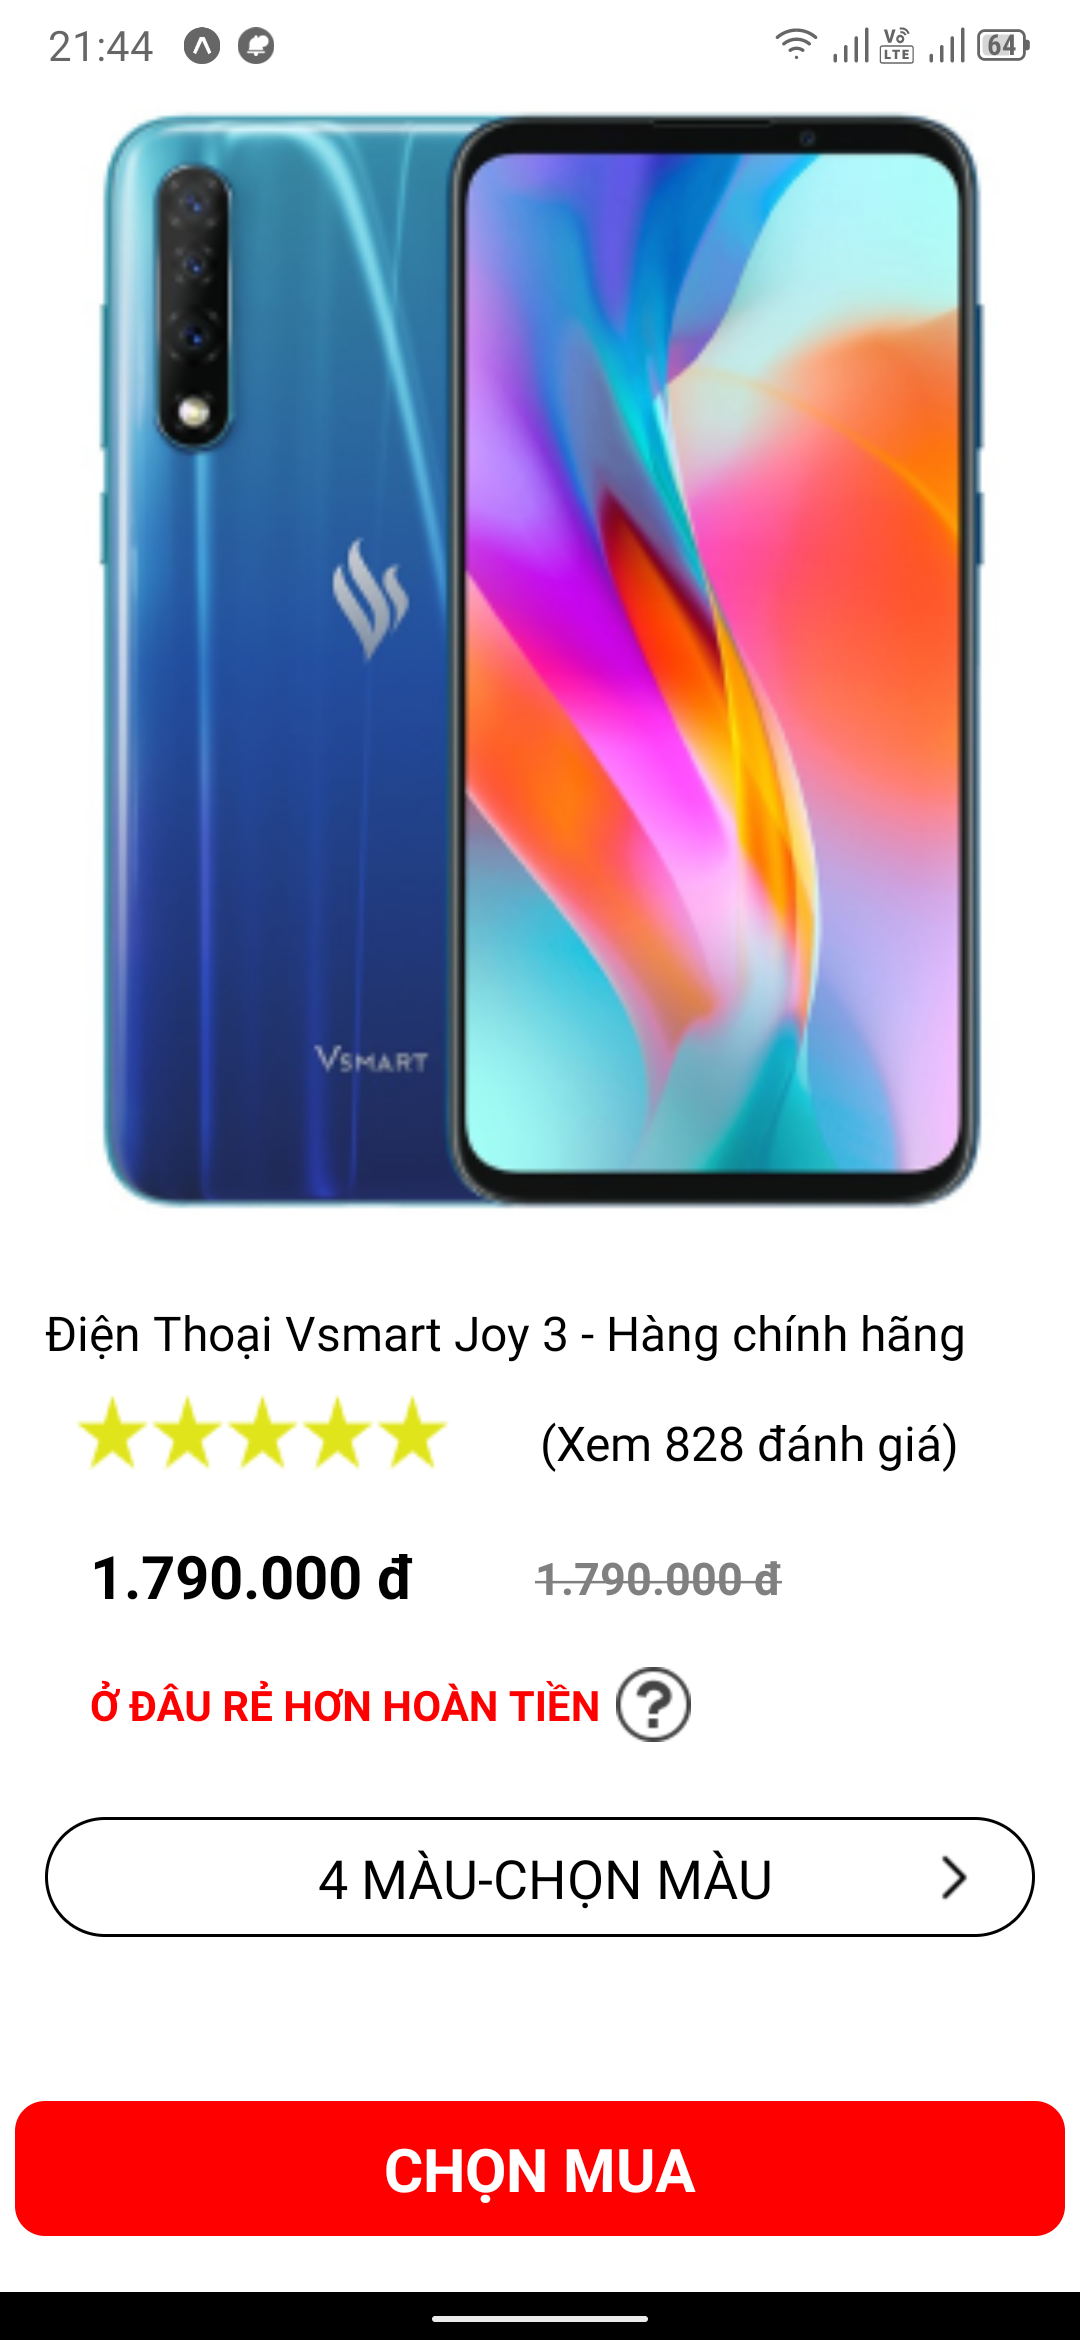 21:44
Vo LTE
64
VSMART
Điện Thoại Vsmart Joy 3 - Hàng chính hãng
(Xem 828 đánh giá)
1.790.000 đ
1.790.000 đ
Ở ĐÂU RẺ HƠN HOÀN TIỀN ?
4 MÀU-CHỌN MÀU
CHỌN MUA